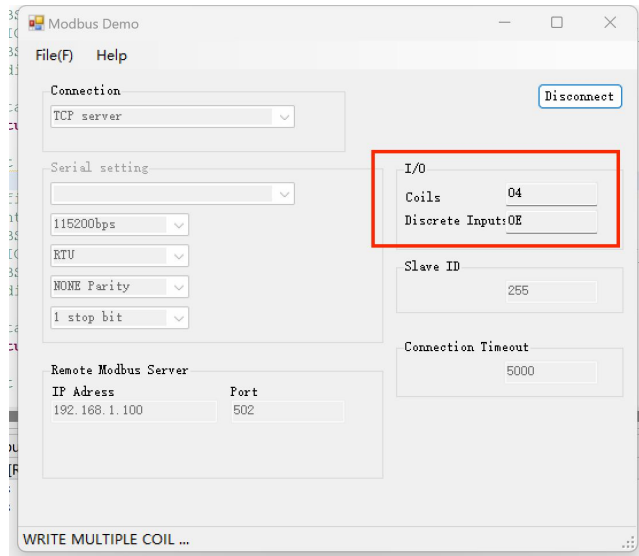 Modbus Demo
File(F) Help
Connection
TCP server
Disconnect
Serial setting
115200bps
RTU
NONE Parity
1 stop bit
I/O
Coils 04
Discrete Input: 0E
Slave ID
255
Connection Timeout
5000
Remote Modbus Server
IP Adress Port
192.168.1.100 502
WRITE MULTIPLE COIL ...